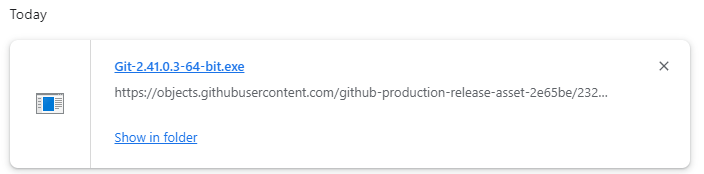 Today
Git-2.41.0.3-64-bit.exe
https://objects.githubusercontent.com/github-production-release-asset-2e65be/232...
Show in folder